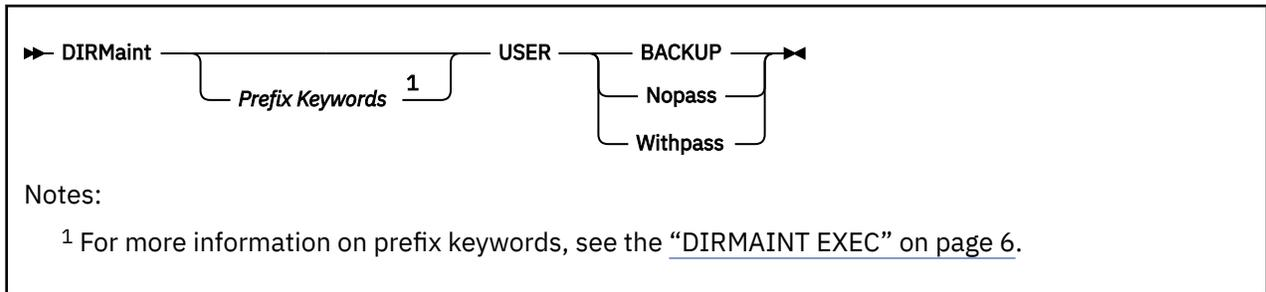 DIRMaint Prefix Keywords 1 USER BACKUP
Nopass
Withpass
Notes:
1 For more information on prefix keywords, see the “DIRMAINT EXEC” on page 6.